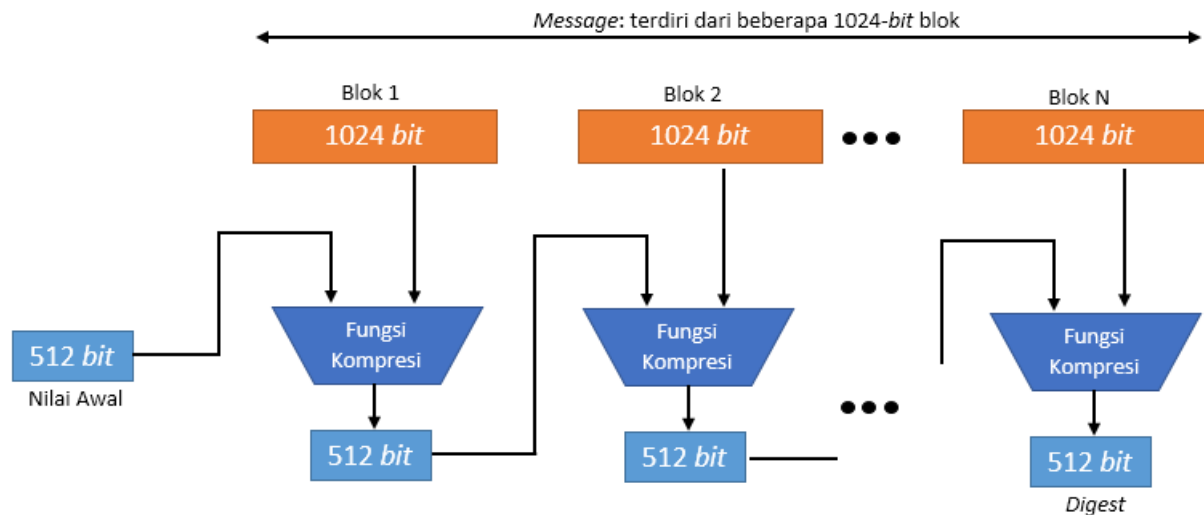 Message: terdiri dari beberapa 1024-bit blok
Blok 1
Blok 2
Blok N
1024 bit
1024 bit
1024 bit
Fungsi
Kompresi
Fungsi
Kompresi
Fungsi
Kompresi
512 bit
Nilai Awal
512 bit
512 bit
512 bit
Digest